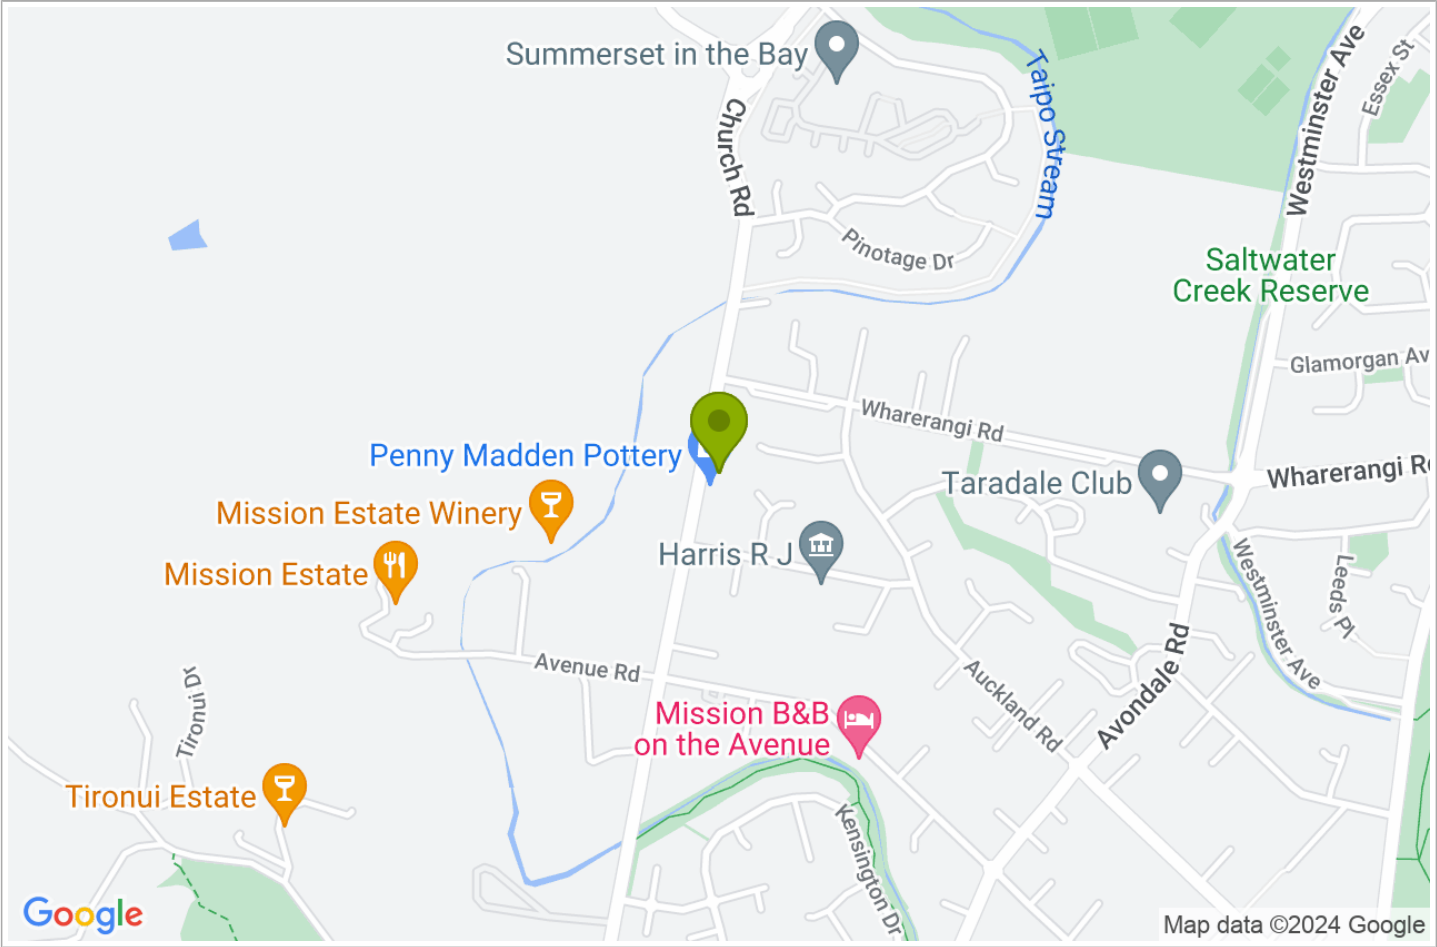 Summerset in the Bay
Church Rd
Taipo Stream
Westminster Ave
Essex St
Pinotage Dr
Saltwater
Creek Reserve
Glamorgan Av
Wharerangi Rd
Penny Madden Pottery
Taradale Club
Wharerangi R
Mission Estate Winery
Harris R J
Mission Estate
Westminster Ave
Leeds Pl
Avenue Rd
Tironui Dr
Auckland Rd
Avondale Rd
Mission B&B
on the Avenue
Tironui Estate
Kensington Dr
Google
Map data ©2024 Google